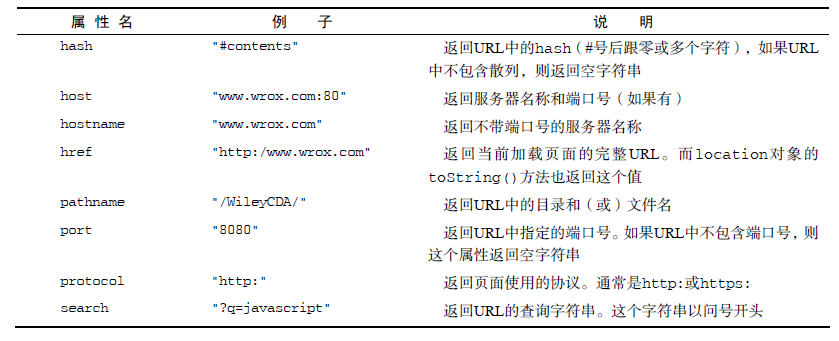 属 性 名 例 子 说 明
hash "#contents" 返回URL中的hash（#号后跟零或多个字符），如果URL
中不包含散列，则返回空字符串
host "www.wrox.com:80" 返回服务器名称和端口号（如果有）
hostname "www.wrox.com" 返回不带端口号的服务器名称
href "http:/www.wrox.com" 返回当前加载页面的完整URL。而location对象的
toString()方法也返回这个值
pathname "/WileyCDA/" 返回URL中的目录和（或）文件名
port "8080" 返回URL中指定的端口号。如果URL中不包含端口号，则
这个属性返回空字符串
protocol "http:" 返回页面使用的协议。通常是http:或https:
search "?q=javascript" 返回URL的查询字符串。这个字符串以问号开头